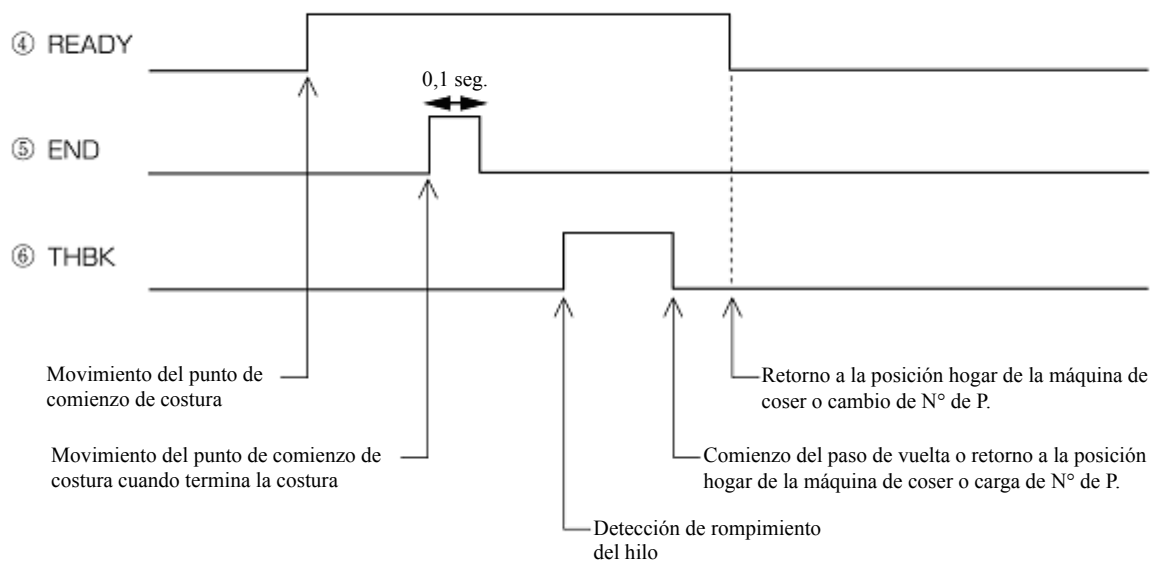 ④ READY
0,1 seg.
⑤ END
⑥ THBK
Movimiento del punto de
comienzo de costura
Retorno a la posición hogar de la máquina de
coser o cambio de N° de P.
Movimiento del punto de comienzo de
costura cuando termina la costura
Comienzo del paso de vuelta o retorno a la posición
hogar de la máquina de coser o carga de N° de P.
Detección de rompimiento
del hilo